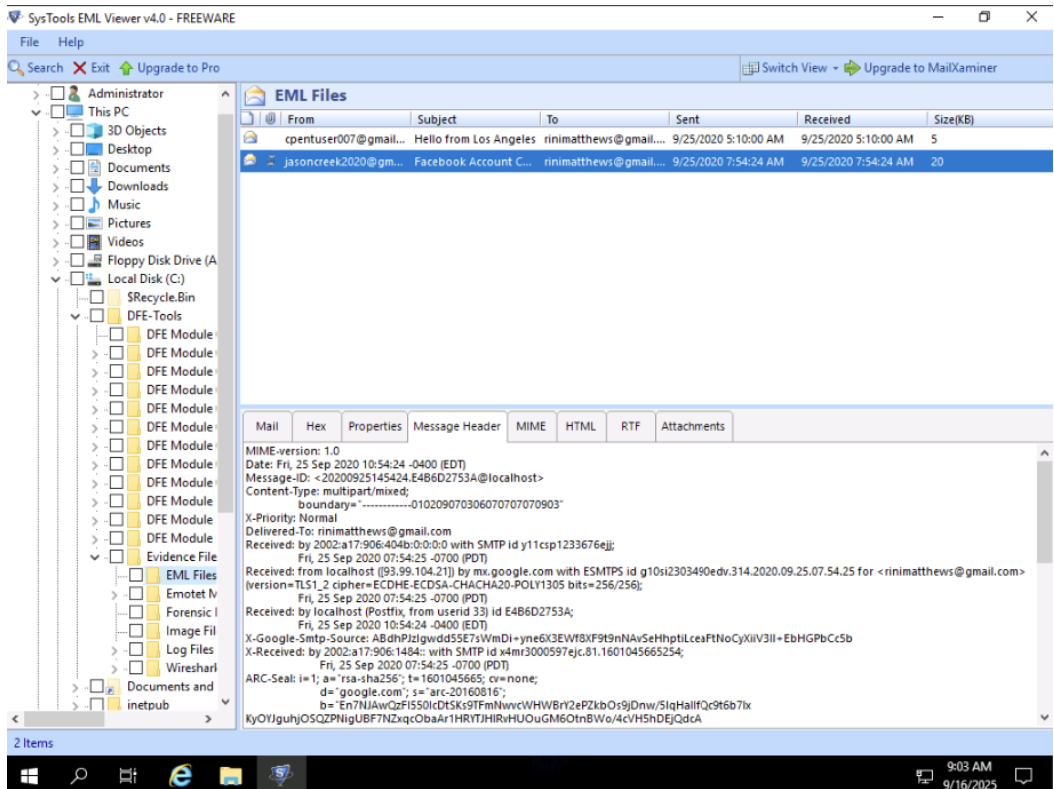 SysTools EML Viewer v4.0 - FREEWARE
File Help
Search Exit Upgrade to Pro Switch View Upgrade to MailXaminer
Administrator
This PC
3D Objects
Desktop
Documents
Downloads
Music
Pictures
Videos
Floppy Disk Drive (A
Local Disk (C:)
$Recycle.Bin
DFE-Tools
DFE Module
DFE Module
DFE Module
DFE Module
DFE Module
DFE Module
DFE Module
DFE Module
DFE Module
DFE Module
DFE Module
DFE Module
Evidence File
EML Files
Emotet M
Forensic I
Image Fil
Log Files
Wireshark
Documents and
inetpub
EML Files
From Subject To Sent Received Size(KB)
cpentuser007@gmail... Hello from Los Angeles rinimatthews@gmail.... 9/25/2020 5:10:00 AM 9/25/2020 5:10:00 AM 5
jasoncreek2020@gm... Facebook Account C... rinimatthews@gmail.... 9/25/2020 7:54:24 AM 9/25/2020 7:54:24 AM 20
Mail Hex Properties Message Header MIME HTML RTF Attachments
MIME-version: 1.0
Date: Fri, 25 Sep 2020 10:54:24 -0400 (EDT)
Message-ID: <20200925145424.E4B6D2753A@localhost>
Content-Type: multipart/mixed;
boundary="------------010209070306070707070903"
X-Priority: Normal
Delivered-To: rinimatthews@gmail.com
Received: by 2002:a17:906:404b:0:0:0:0 with SMTP id y11csp1233676ejj;
Fri, 25 Sep 2020 07:54:25 -0700 (PDT)
Received: from localhost ([93.99.104.21]) by mx.google.com with ESMTPS id g10si2303490edv.314.2020.09.25.07.54.25 for <rinimatthews@gmail.com>
(version=TLS1_2 cipher=ECDHE-ECDSA-CHACHA20-POLY1305 bits=256/256);
Fri, 25 Sep 2020 07:54:25 -0700 (PDT)
Received: by localhost (Postfix, from userid 33) id E4B6D2753A;
Fri, 25 Sep 2020 10:54:24 -0400 (EDT)
X-Google-Smtp-Source: ABdhPJzIgwdd55E7sWmDi+yne6X3EWf8XF9t9nNAvSeHhptiLceaFtNoCyXiiV3II+EbHGPbCc5b
X-Received: by 2002:a17:906:1484:: with SMTP id x4mr3000597ejc.81.1601045665254;
Fri, 25 Sep 2020 07:54:25 -0700 (PDT)
ARC-Seal: i=1; a="rsa-sha256"; t=1601045665; cv=none;
d="google.com"; s="arc-20160816";
b="En7NJAwQzFI550IcDtSKs9TFmNwvcWHWBrY2ePZkbOs9jDnw/5IqHalIfQc9t6b7Ix
KyOYJguhjOSQZPNigUBF7NZxqcObaAr1HRYTJHIRvHUOuGM6OtnBWo/4cVH5hDEjQdcA
2 Items
9:03 AM
9/16/2025